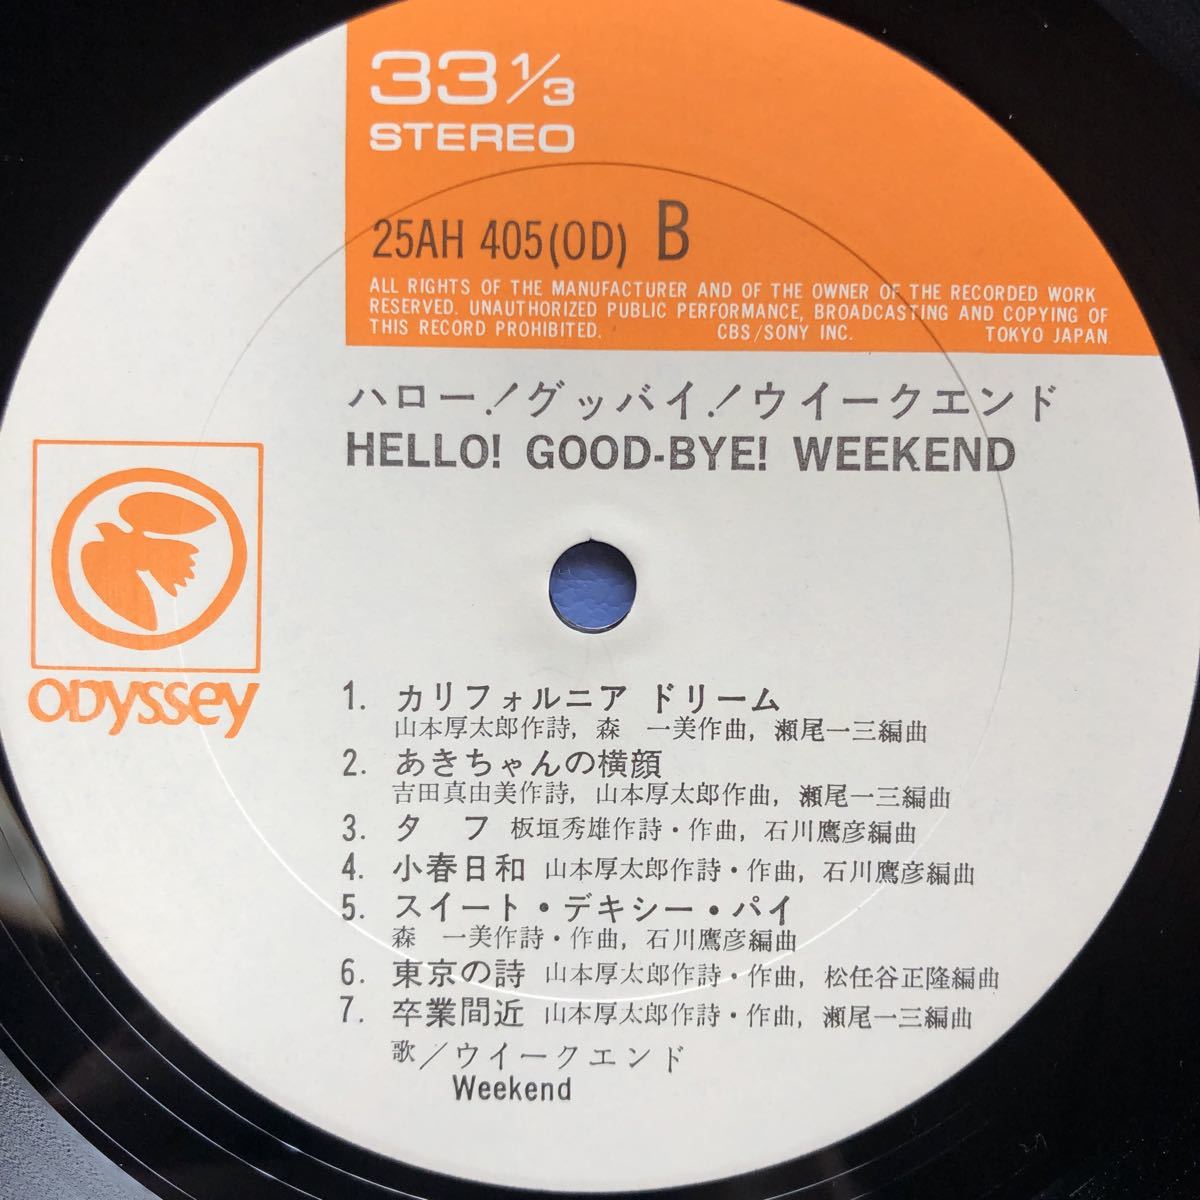 33 1/3
STEREO
25AH 405(OD) B
ALL RIGHTS OF THE MANUFACTURER AND OF THE OWNER OF THE RECORDED WORK
RESERVED. UNAUTHORIZED PUBLIC PERFORMANCE, BROADCASTING AND COPYING OF
THIS RECORD PROHIBITED. CBS/SONY INC. TOKYO JAPAN
ハロー!グッバイ!ウイークエンド
HELLO! GOOD-BYE! WEEKEND
ODYSSEY
1. カリフォルニア ドリーム
山本厚太郎作詩, 森 一美作曲, 瀬尾一三編曲
2. あきちゃんの横顔
吉田真由美作詩, 山本厚太郎作曲, 瀬尾一三編曲
3. タ フ 板垣秀雄作詩・作曲, 石川鷹彦編曲
4. 小春日和 山本厚太郎作詩・作曲, 石川鷹彦編曲
5. スイート・デキシー・パイ
森 一美作詩・作曲, 石川鷹彦編曲
6. 東京の詩 山本厚太郎作詩・作曲, 松任谷正隆編曲
7. 卒業間近 山本厚太郎作詩・作曲, 瀬尾一三編曲
歌/ウイークエンド
Weekend